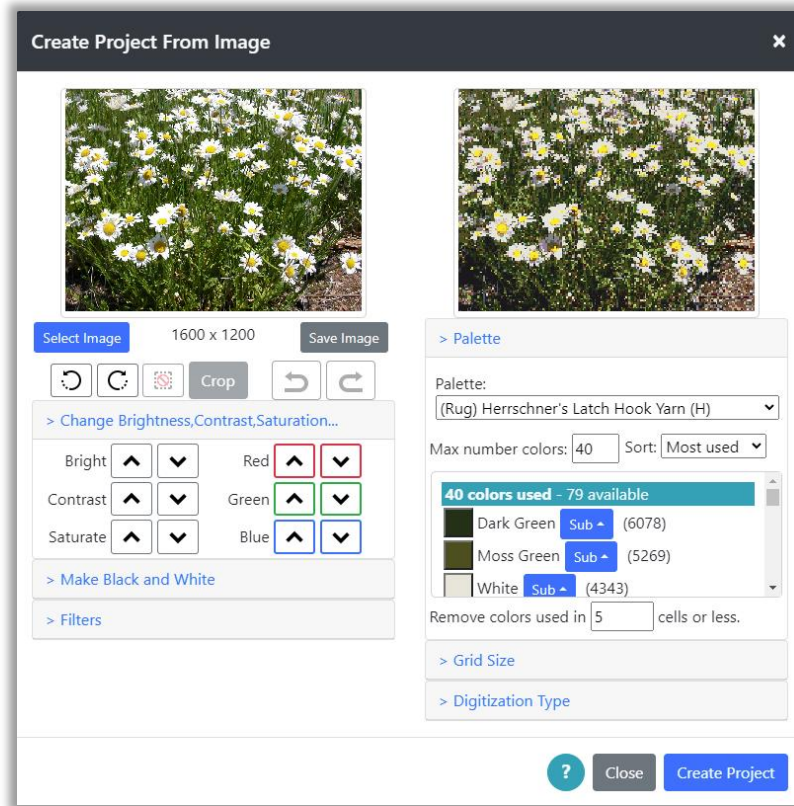 Create Project From Image ×
Select Image 1600 x 1200 Save Image
Crop
> Change Brightness,Contrast,Saturation...
Bright Red
Contrast Green
Saturate Blue
> Make Black and White
> Filters
> Palette
Palette:
(Rug) Herrschner's Latch Hook Yarn (H)
Max number colors: 40 Sort: Most used
40 colors used - 79 available
Dark Green Sub (6078)
Moss Green Sub (5269)
White Sub (4343)
Remove colors used in 5 cells or less.
> Grid Size
> Digitization Type
? Close Create Project